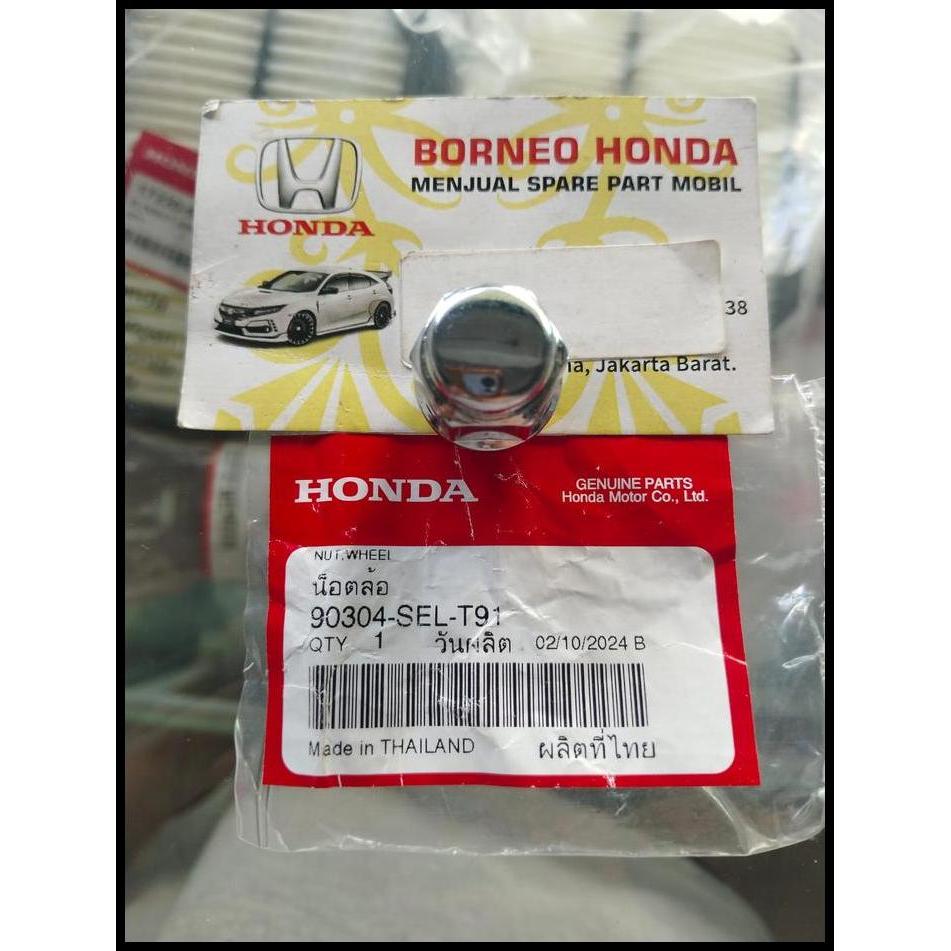 BORNEO HONDA
MENJUAL SPARE PART MOBIL
HONDA
38
Jakarta Barat.
HONDA
GENUINE PARTS
Honda Motor Co., Ltd.
NUT,WHEEL
น็อตล้อ
90304-SEL-T91
QTY 1 วันผลิต 02/10/2024 B
Made in THAILAND ผลิตที่ไทย